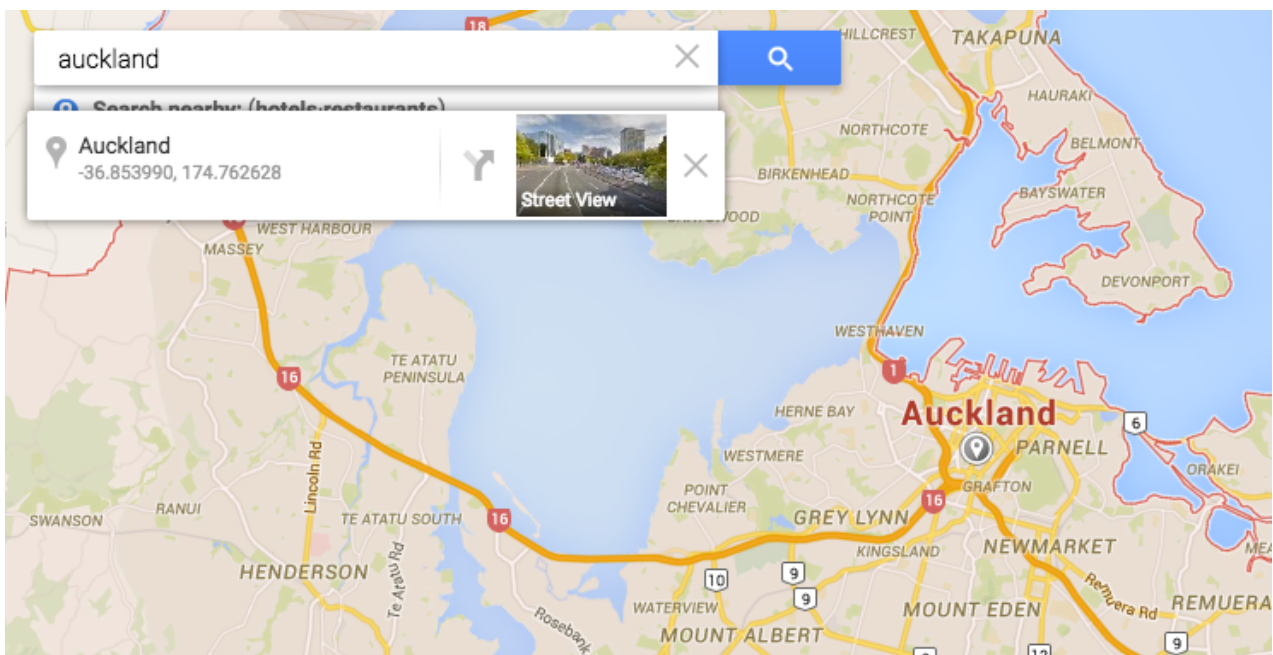 18
HILLCREST
TAKAPUNA
auckland
Search nearby: (hotels·restaurants)
HAURAKI
Auckland
-36.853990, 174.762628
Street View
NORTHCOTE
BELMONT
BIRKENHEAD
BAYSWATER
NORTHCOTE
POINT
WEST HARBOUR
MASSEY
DEVONPORT
WESTHAVEN
TE ATATU
PENINSULA
16
1
HERNE BAY
Auckland
6
PARNELL
WESTMERE
ORAKEI
Lincoln Rd
POINT
CHEVALIER
GRAFTON
16
RANUI
SWANSON
TE ATATU SOUTH
16
GREY LYNN
KINGSLAND
NEWMARKET
MEA
HENDERSON
Te Atatu Rd
10
9
9
Remuera Rd
REMUERA
WATERVIEW
Rosebank
MOUNT EDEN
MOUNT ALBERT
12
9